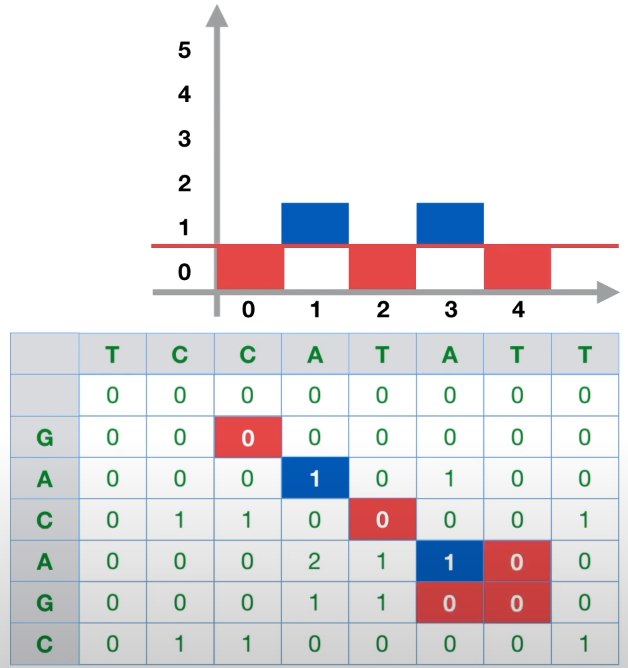 5
4
3
2
1
0
0 1 2 3 4
T C C A T A T T
0 0 0 0 0 0 0 0
G 0 0 0 0 0 0 0 0
A 0 0 0 1 0 1 0 0
C 0 1 1 0 0 0 0 1
A 0 0 0 2 1 1 0 0
G 0 0 0 1 1 0 0 0
C 0 1 1 0 0 0 0 1